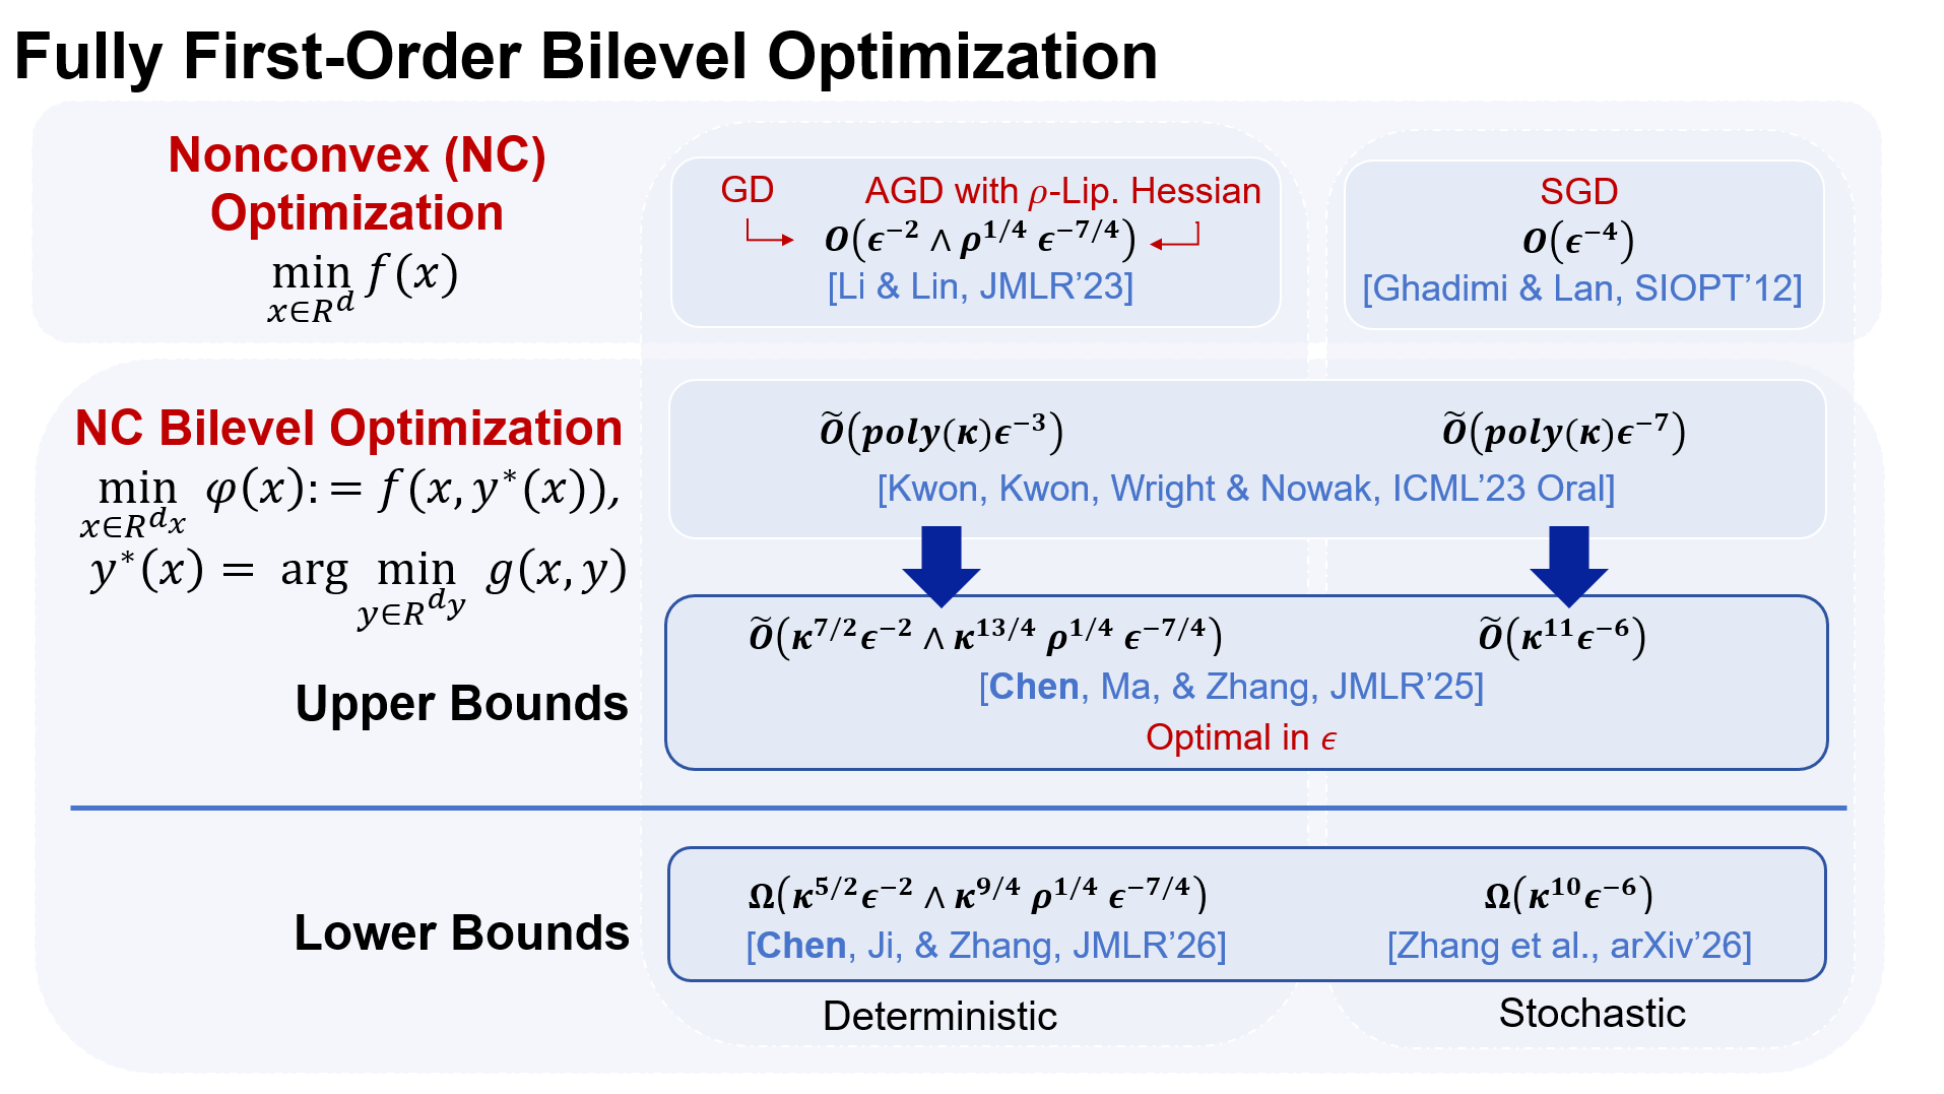 Fully First-Order Bilevel Optimization
Nonconvex (NC)
Optimization
min f(x)
x∈R^d
GD AGD with ρ-Lip. Hessian
O(ϵ^{-2} ∧ ρ^{1/4} ϵ^{-7/4})
[Li & Lin, JMLR’23]
SGD
O(ϵ^{-4})
[Ghadimi & Lan, SIOPT’12]
NC Bilevel Optimization
min φ(x): = f(x, y*(x)),
x∈R^{d_x}
y*(x) = arg min g(x, y)
y∈R^{d_y}
Õ(poly(κ)ϵ^{-3}) Õ(poly(κ)ϵ^{-7})
[Kwon, Kwon, Wright & Nowak, ICML’23 Oral]
Upper Bounds
Õ(κ^{7/2}ϵ^{-2} ∧ κ^{13/4} ρ^{1/4} ϵ^{-7/4}) Õ(κ^{11}ϵ^{-6})
[Chen, Ma, & Zhang, JMLR’25]
Optimal in ϵ
Lower Bounds
Ω(κ^{5/2}ϵ^{-2} ∧ κ^{9/4} ρ^{1/4} ϵ^{-7/4}) Ω(κ^{10}ϵ^{-6})
[Chen, Ji, & Zhang, JMLR’26] [Zhang et al., arXiv’26]
Deterministic Stochastic